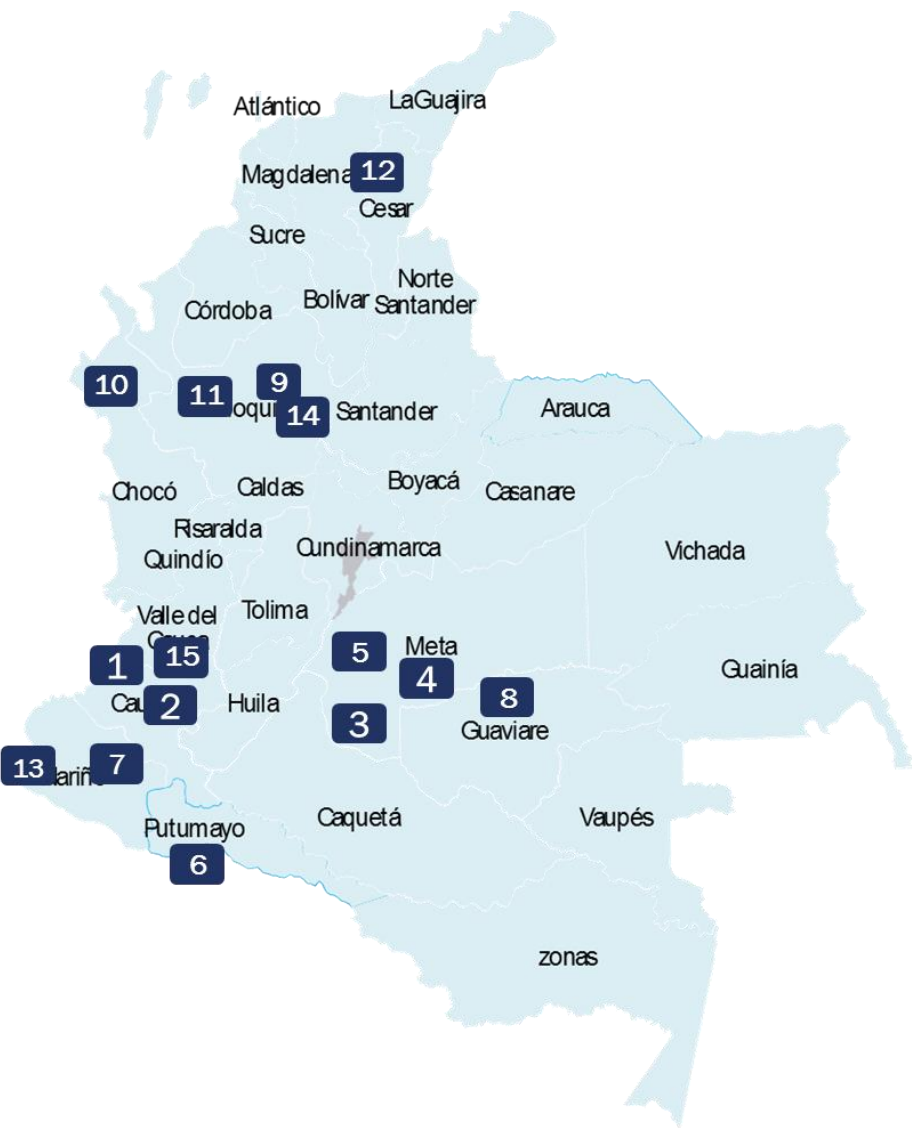 LaGuajira
Atlántico
12
Magdalena
Cesar
Sucre
Norte
Santander
Bolívar
Córdoba
9
10
11
14
Santander
Arauca
Boyacá
Caldas
Chocó
Casanare
Risaralda
Cundinamarca
Vichada
Quindío
Tolima
Valle del
Meta
5
15
1
4
Guainía
8
2
Huila
3
Guaviare
7
13
Caquetá
Vaupés
Putumayo
6
zonas